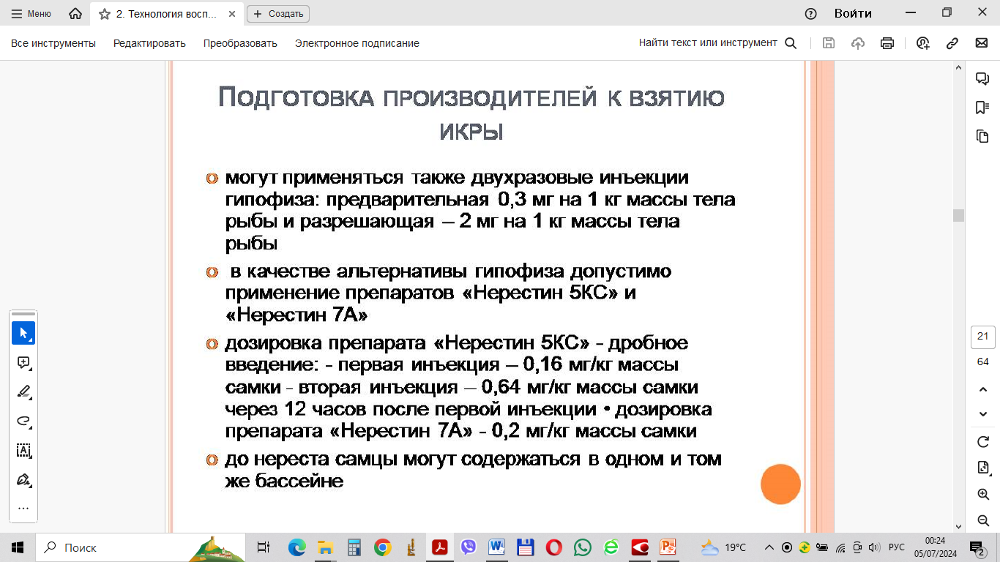 Меню
2. Технология восп...
Создать
Войти
Все инструменты
Редактировать
Преобразовать
Электронное подписание
Найти текст или инструмент
ПОДГОТОВКА ПРОИЗВОДИТЕЛЕЙ К ВЗЯТИЮ
ИКРЫ
могут применяться также двухразовые инъекции
гипофиза: предварительная 0,3 мг на 1 кг массы тела
рыбы и разрешающая – 2 мг на 1 кг массы тела
рыбы
в качестве альтернативы гипофиза допустимо
применение препаратов «Нерестин 5КС» и
«Нерестин 7А»
дозировка препарата «Нерестин 5КС» - дробное
введение: - первая инъекция – 0,16 мг/кг массы
самки - вторая инъекция – 0,64 мг/кг массы самки
через 12 часов после первой инъекции • дозировка
препарата «Нерестин 7А» - 0,2 мг/кг массы самки
до нереста самцы могут содержаться в одном и том
же бассейне
21
64
Поиск
19°C
РУС
00:24
05/07/2024
2